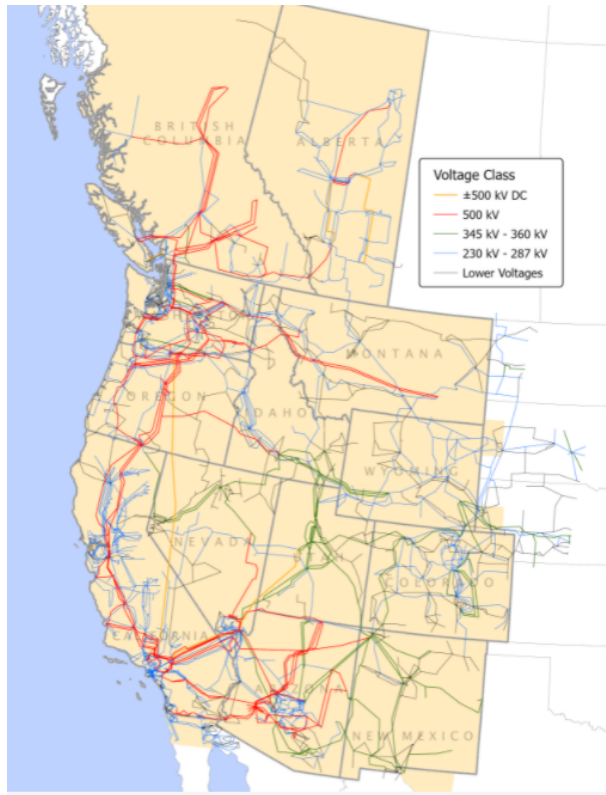 BRITISH
COLUMBIA
ALBERTA
Voltage Class
±500 kV DC
500 kV
345 kV - 360 kV
230 kV - 287 kV
Lower Voltages
MONTANA
OREGON
IDAHO
WYOMING
NEVADA
COLORADO
CALIFORNIA
ARIZONA
NEW MEXICO